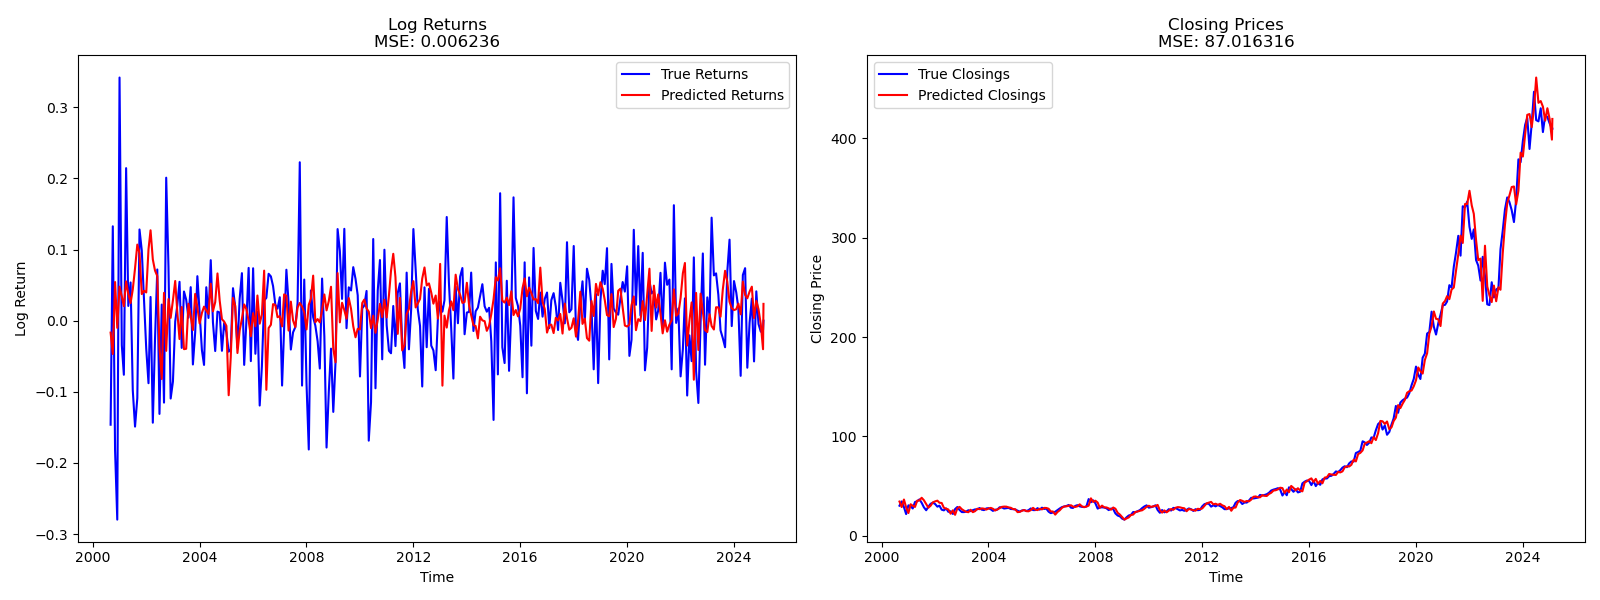 Log Returns
MSE: 0.006236
True Returns
Predicted Returns
0.3
0.2
0.1
0.0
−0.1
−0.2
−0.3
Log Return
2000
2004
2008
2012
2016
2020
2024
Time
Closing Prices
MSE: 87.016316
True Closings
Predicted Closings
400
300
200
100
0
Closing Price
2000
2004
2008
2012
2016
2020
2024
Time